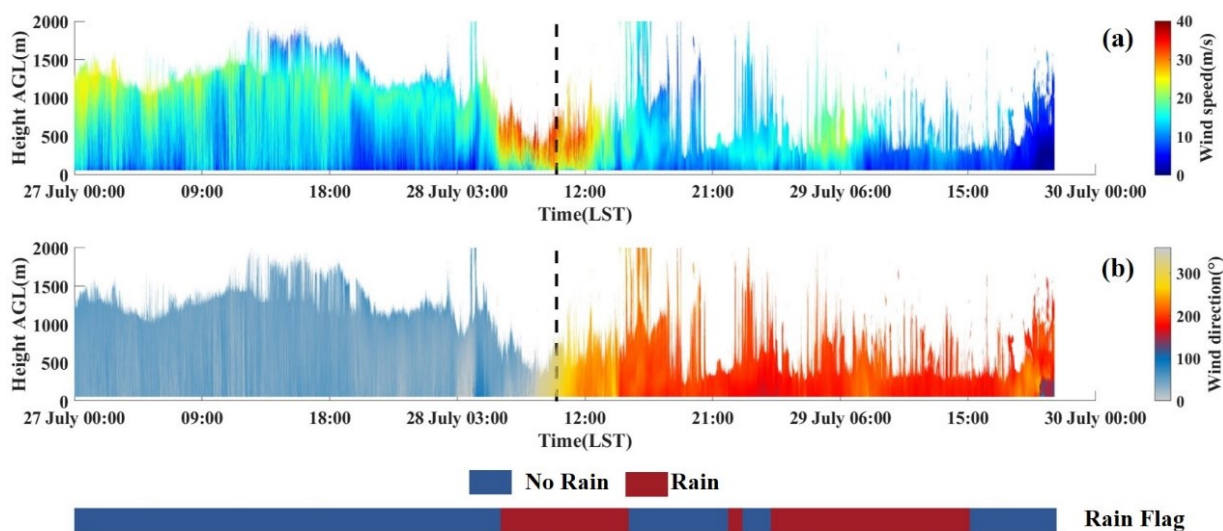 2000
1500
1000
500
0
Height AGL(m)
27 July 00:00 09:00 18:00 28 July 03:00 12:00 21:00 29 July 06:00 15:00 30 July 00:00
Time(LST)
(a)
40
30
20
10
0
Wind speed(m/s)
2000
1500
1000
500
0
Height AGL(m)
27 July 00:00 09:00 18:00 28 July 03:00 12:00 21:00 29 July 06:00 15:00 30 July 00:00
Time(LST)
(b)
300
200
100
0
Wind direction(°)
No Rain Rain
Rain Flag